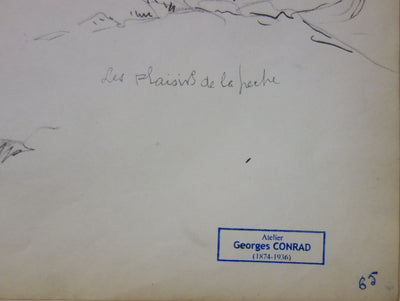 Les plaisirs de la peche
Atelier
Georges CONRAD
(1874-1936)
65